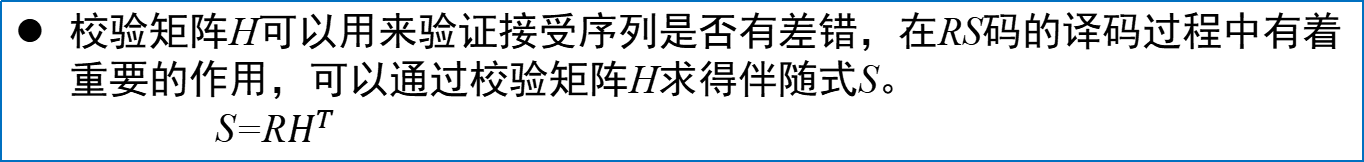 ● 校验矩阵H可以用来验证接受序列是否有差错，在RS码的译码过程中有着
重要的作用，可以通过校验矩阵H求得伴随式S。
S=RHᵀ